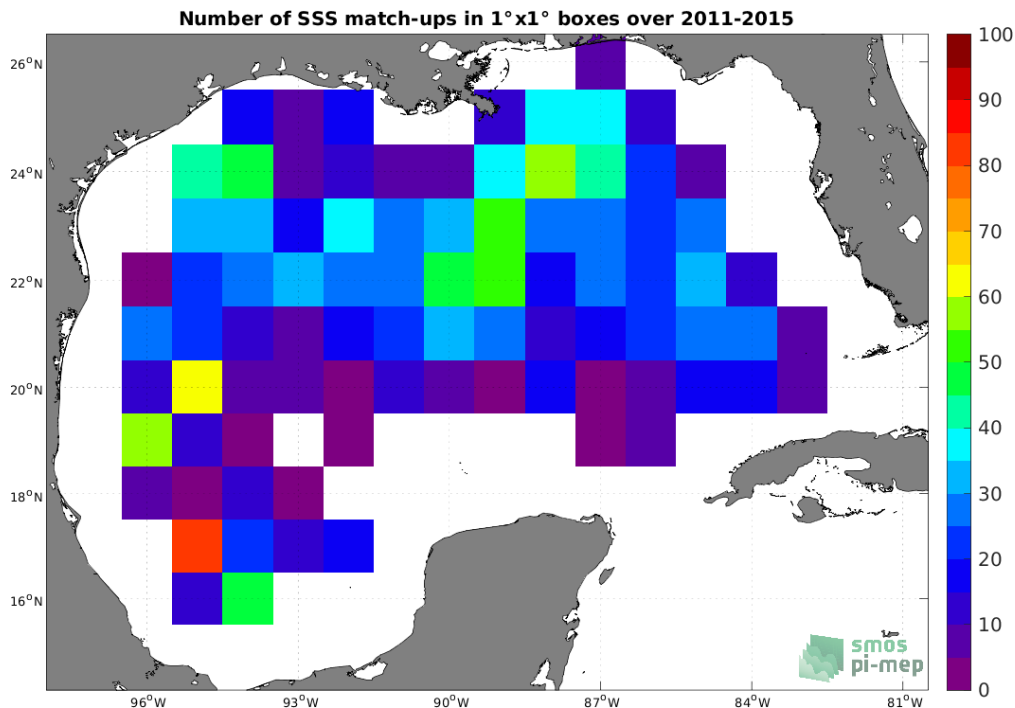 Number of SSS match-ups in 1°x1° boxes over 2011-2015
26°N
24°N
22°N
20°N
18°N
16°N
96°W
93°W
90°W
87°W
84°W
81°W
100
90
80
70
60
50
40
30
20
10
0
smos
pi-mep